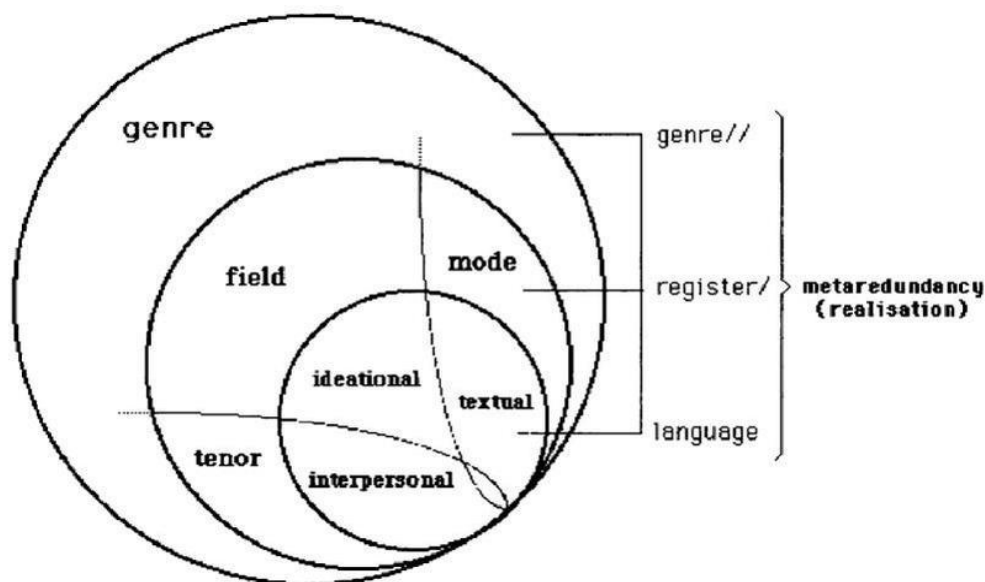 genre
genre//
field
mode
register/
metaredundancy
(realisation)
ideational
textual
language
tenor
interpersonal